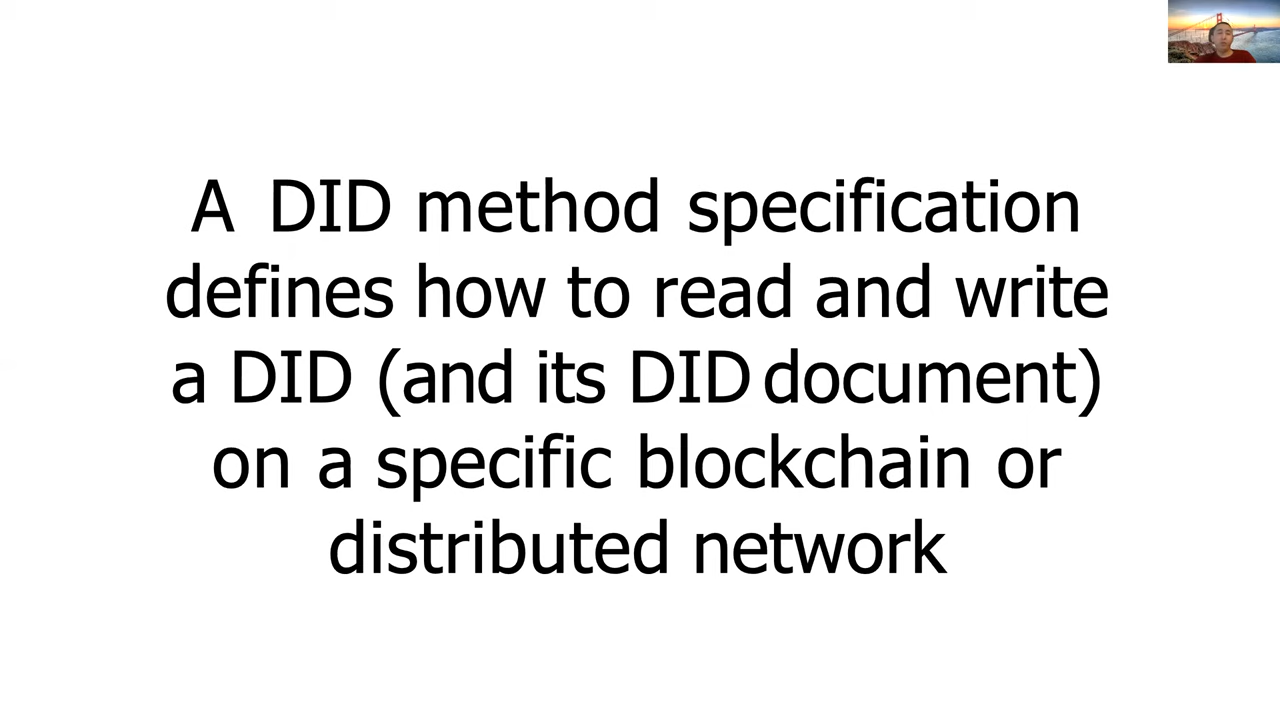 A DID method specification
defines how to read and write
a DID (and its DID document)
on a specific blockchain or
distributed network